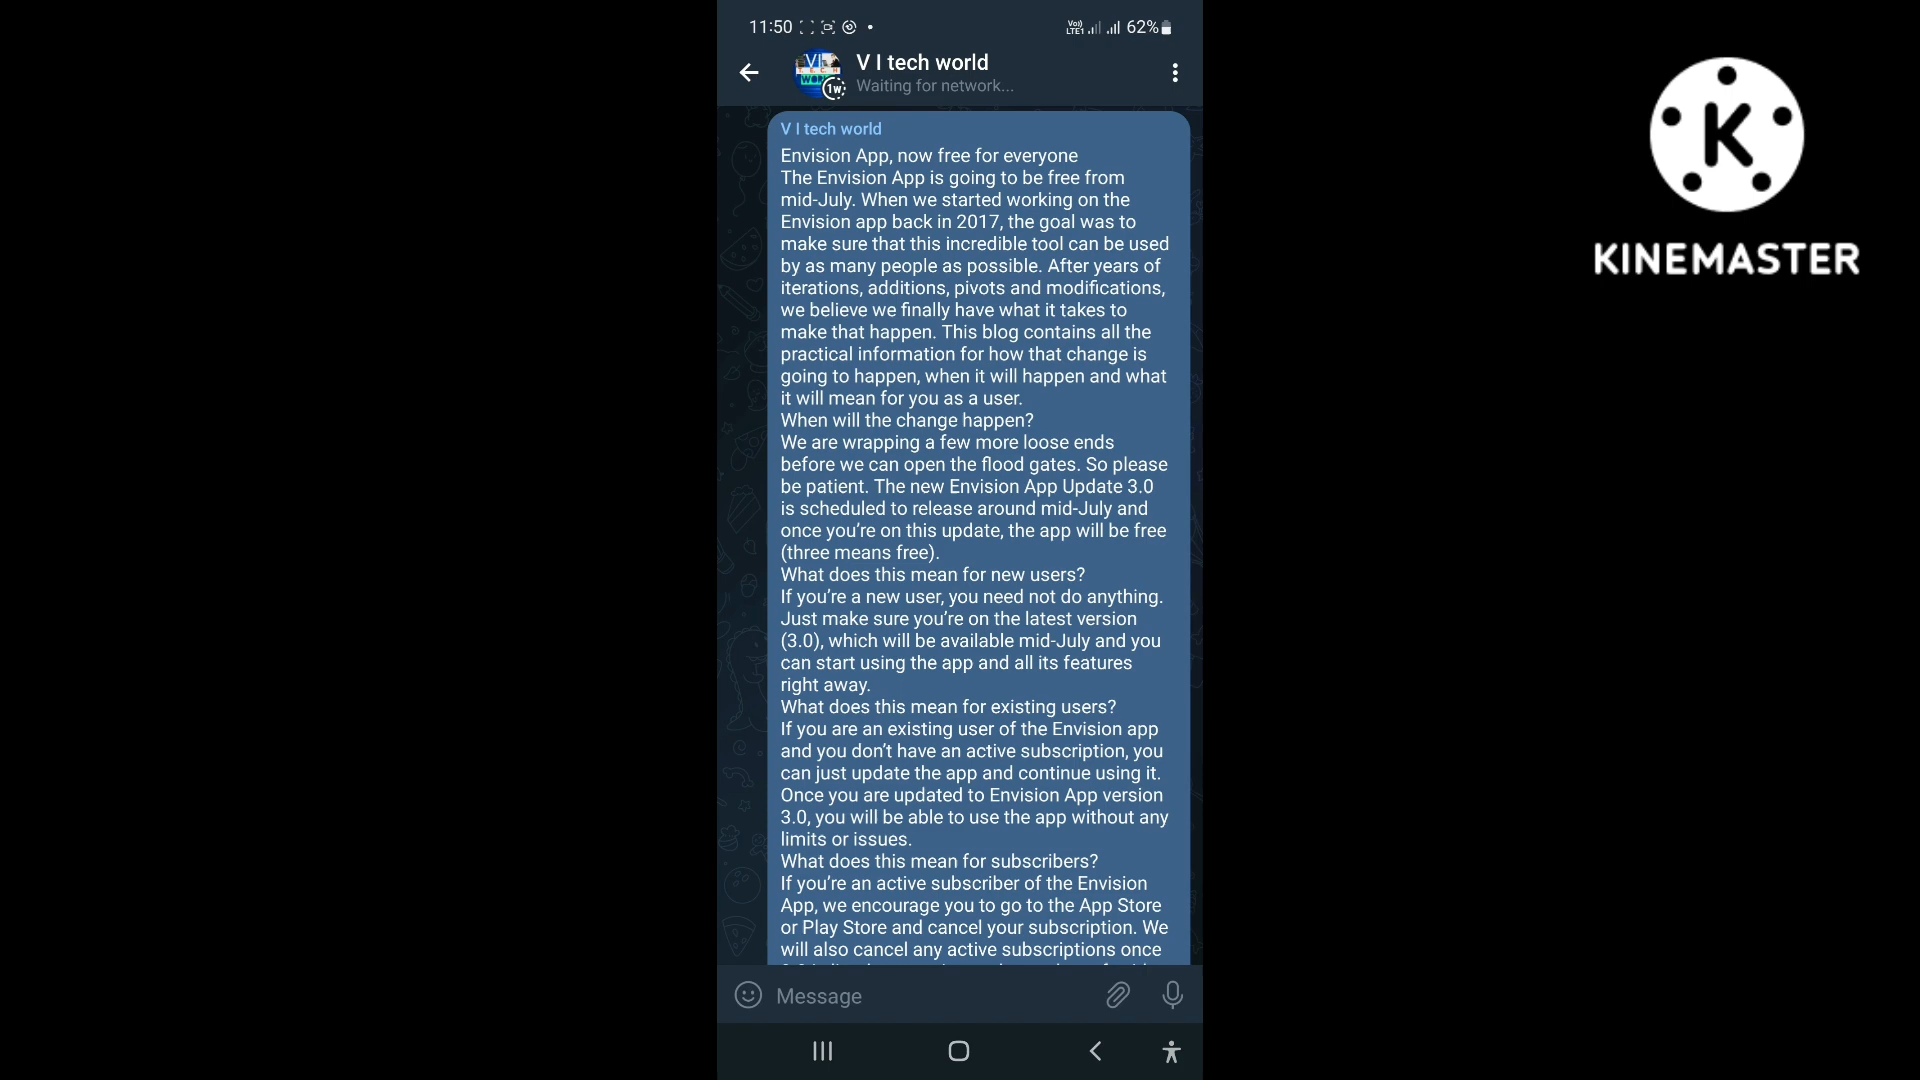 11:50
Vo))
LTE1
62%
V I tech world
Waiting for network...
1w
V I tech world
Envision App, now free for everyone
The Envision App is going to be free from
mid-July. When we started working on the
Envision app back in 2017, the goal was to
make sure that this incredible tool can be used
by as many people as possible. After years of
iterations, additions, pivots and modifications,
we believe we finally have what it takes to
make that happen. This blog contains all the
practical information for how that change is
going to happen, when it will happen and what
it will mean for you as a user.
When will the change happen?
We are wrapping a few more loose ends
before we can open the flood gates. So please
be patient. The new Envision App Update 3.0
is scheduled to release around mid-July and
once you’re on this update, the app will be free
(three means free).
What does this mean for new users?
If you’re a new user, you need not do anything.
Just make sure you’re on the latest version
(3.0), which will be available mid-July and you
can start using the app and all its features
right away.
What does this mean for existing users?
If you are an existing user of the Envision app
and you don’t have an active subscription, you
can just update the app and continue using it.
Once you are updated to Envision App version
3.0, you will be able to use the app without any
limits or issues.
What does this mean for subscribers?
If you’re an active subscriber of the Envision
App, we encourage you to go to the App Store
or Play Store and cancel your subscription. We
will also cancel any active subscriptions once
Message
K
KINEMASTER